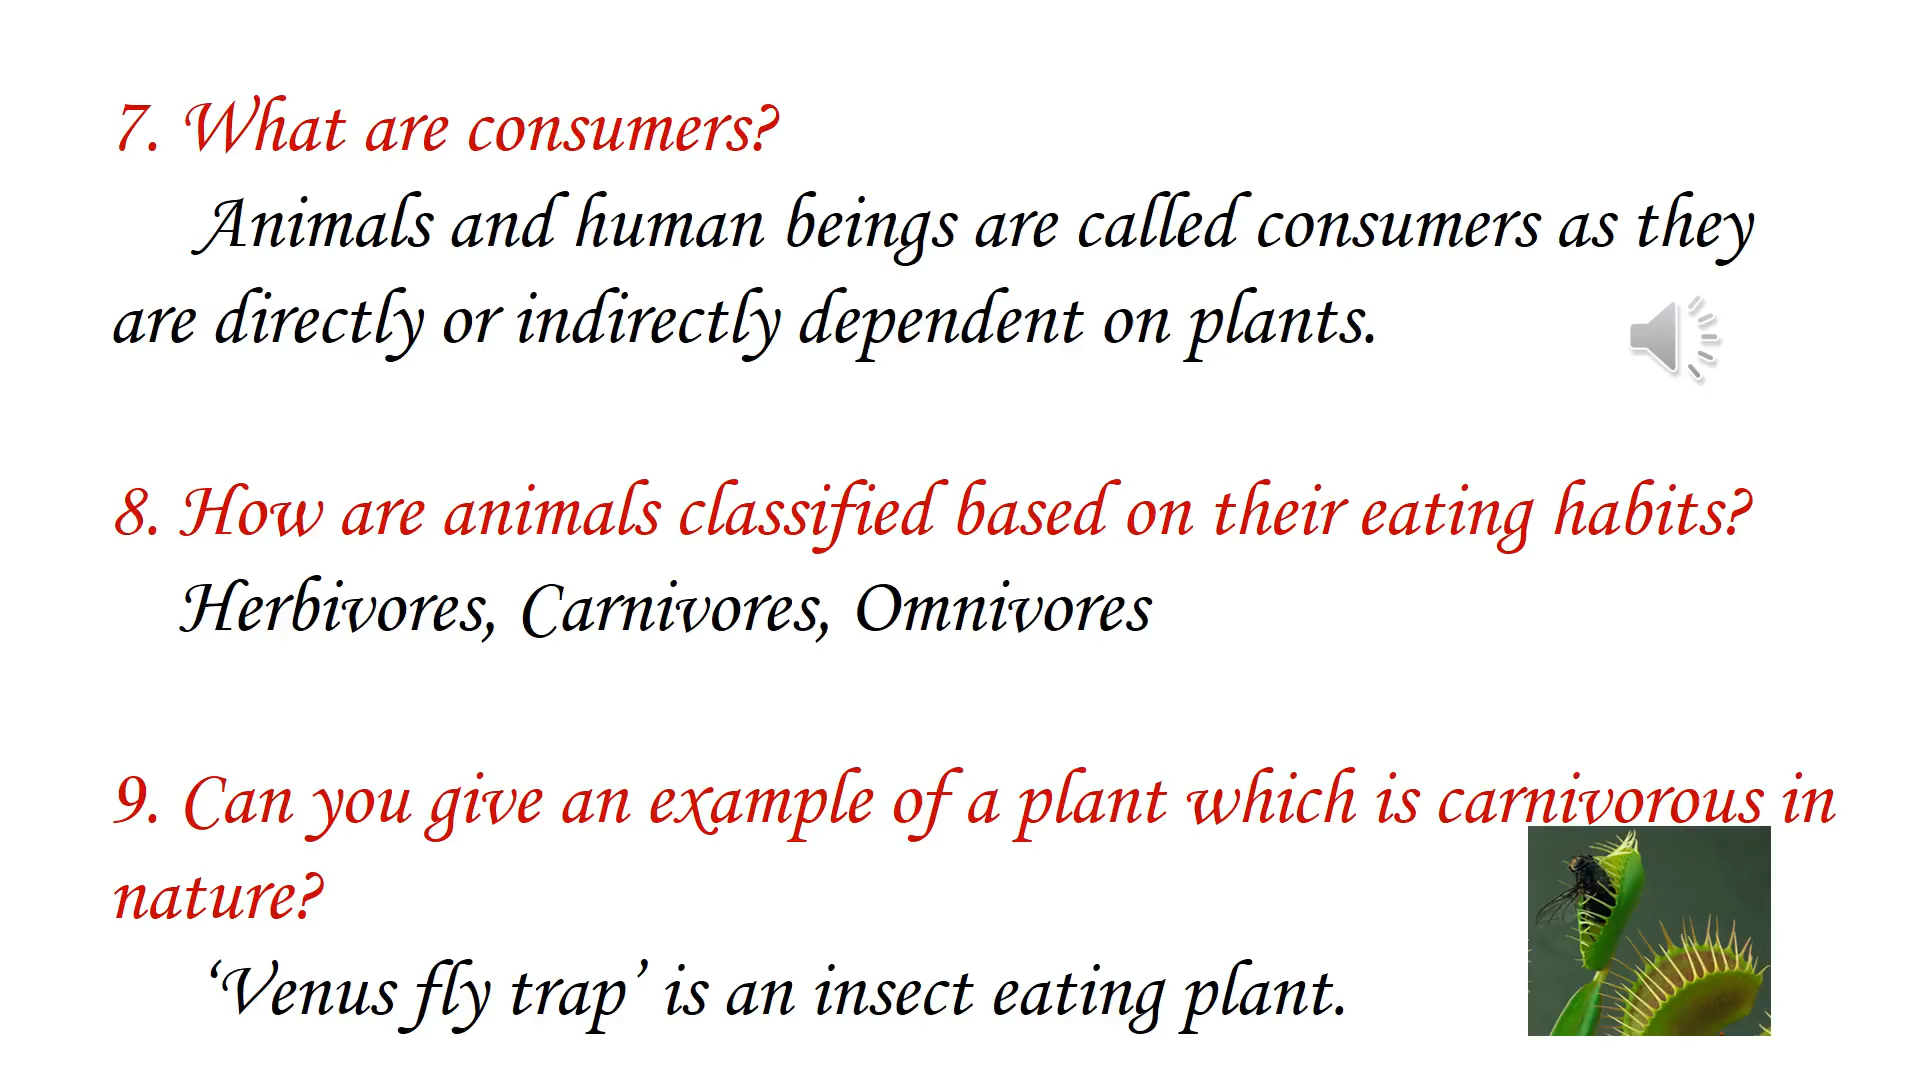 7. What are consumers?
Animals and human beings are called consumers as they
are directly or indirectly dependent on plants.
8. How are animals classified based on their eating habits?
Herbivores, Carnivores, Omnivores
9. Can you give an example of a plant which is carnivorous in
nature?
‘Venus fly trap’ is an insect eating plant.